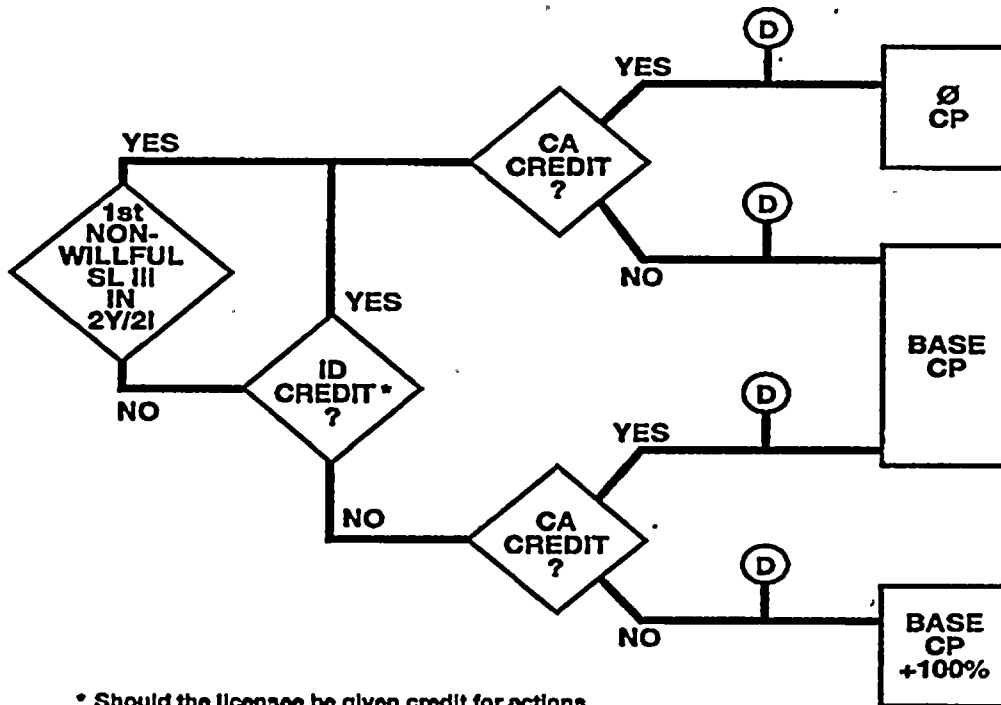 D
YES
Ø
CP
CA
CREDIT
?
YES
1st
NON-
WILLFUL
SL III
IN
2Y/2I
D
NO
YES
BASE
CP
ID
CREDIT*
?
NO
D
YES
NO
CA
CREDIT
?
D
NO
BASE
CP
+100%
* Should the licensee be given credit for actions